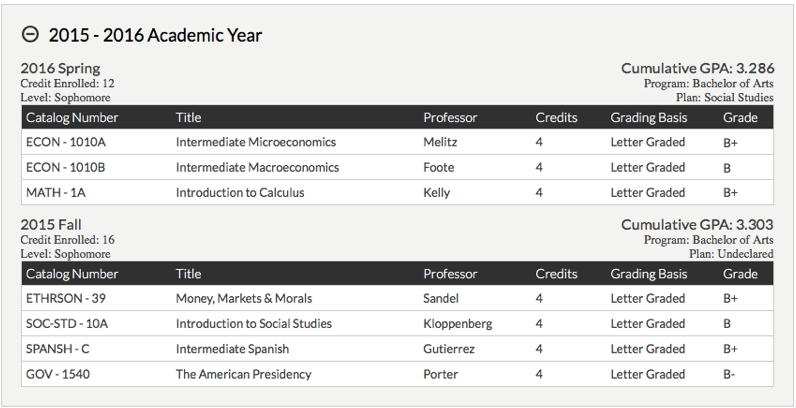 2015 - 2016 Academic Year
2016 Spring Cumulative GPA: 3.286
Credit Enrolled: 12 Program: Bachelor of Arts
Level: Sophomore Plan: Social Studies
Catalog Number Title Professor Credits Grading Basis Grade
ECON - 1010A Intermediate Microeconomics Melitz 4 Letter Graded B+
ECON - 1010B Intermediate Macroeconomics Foote 4 Letter Graded B
MATH - 1A Introduction to Calculus Kelly 4 Letter Graded B+
2015 Fall Cumulative GPA: 3.303
Credit Enrolled: 16 Program: Bachelor of Arts
Level: Sophomore Plan: Undeclared
Catalog Number Title Professor Credits Grading Basis Grade
ETHRSON - 39 Money, Markets & Morals Sandel 4 Letter Graded B+
SOC-STD - 10A Introduction to Social Studies Kloppenberg 4 Letter Graded B
SPANSH - C Intermediate Spanish Gutierrez 4 Letter Graded B+
GOV - 1540 The American Presidency Porter 4 Letter Graded B-